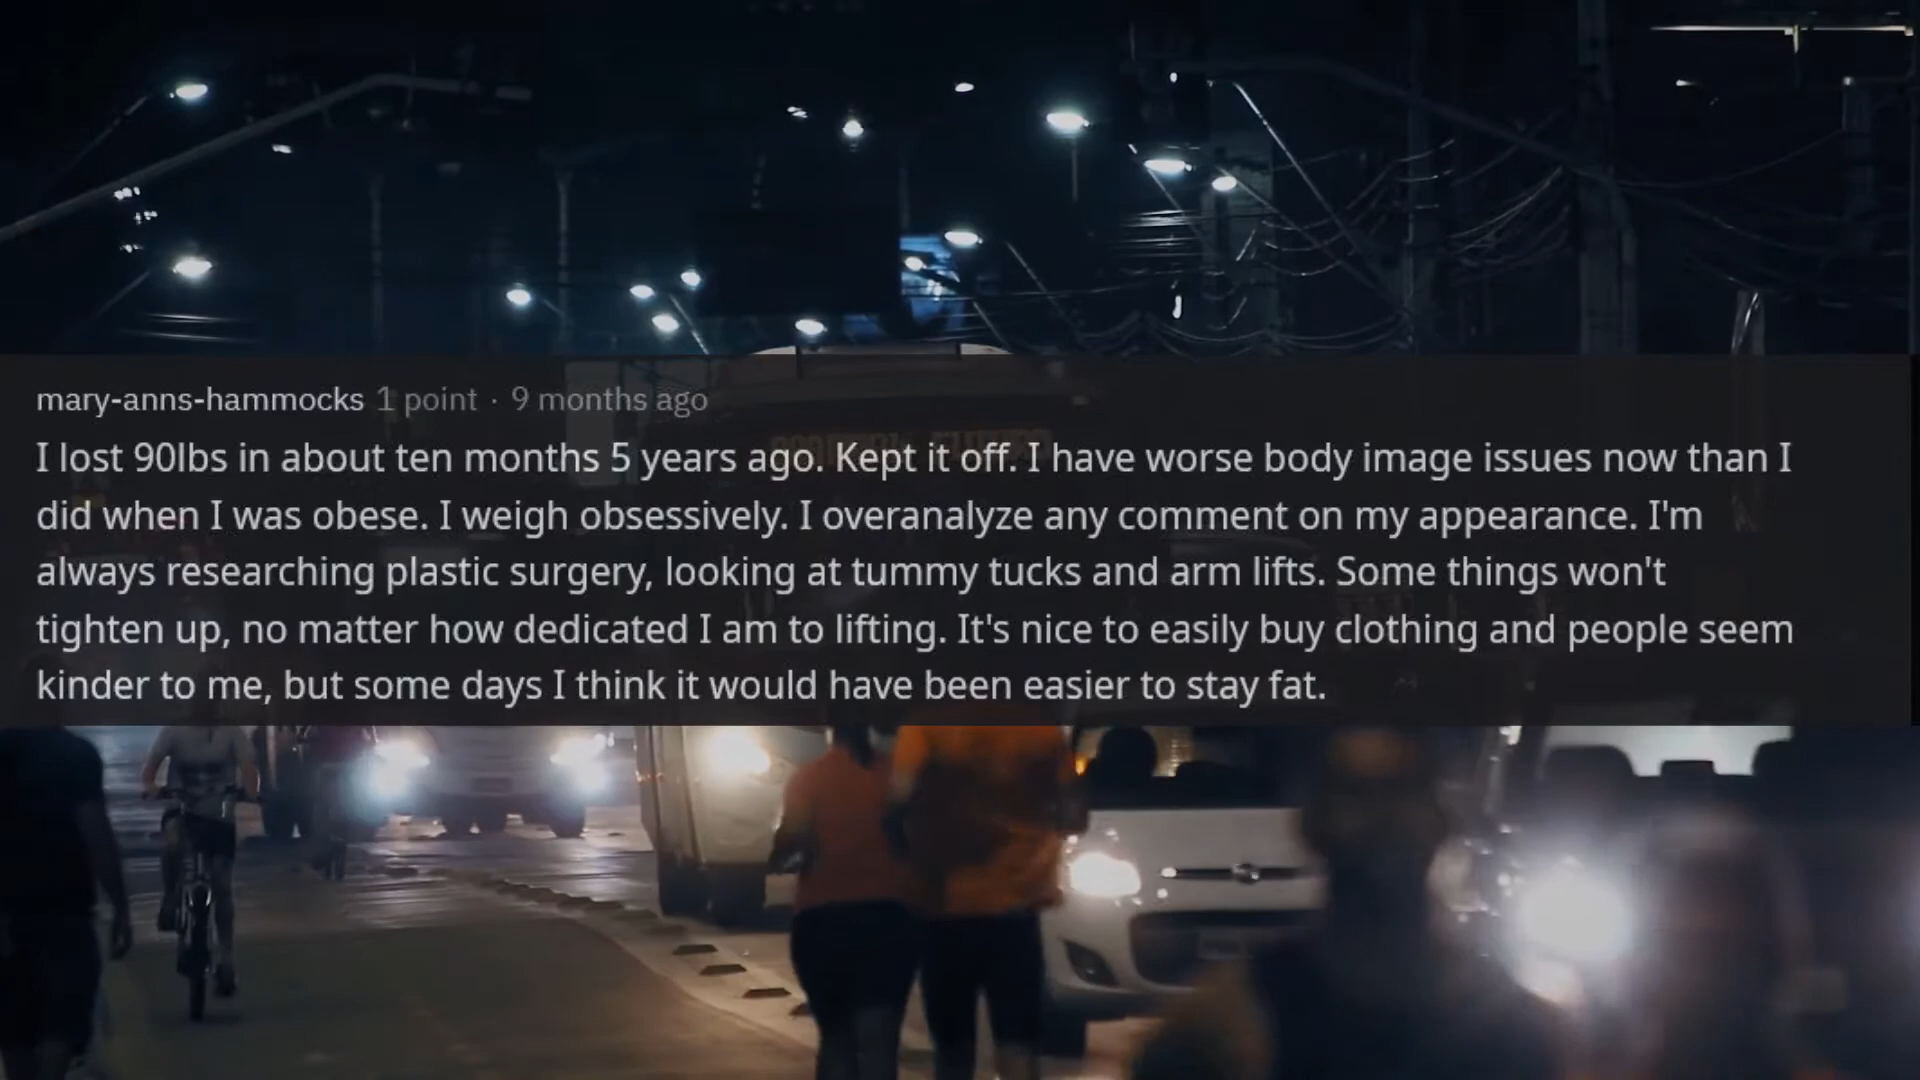 mary-anns-hammocks 1 point · 9 months ago
I lost 90lbs in about ten months 5 years ago. Kept it off. I have worse body image issues now than I
did when I was obese. I weigh obsessively. I overanalyze any comment on my appearance. I'm
always researching plastic surgery, looking at tummy tucks and arm lifts. Some things won't
tighten up, no matter how dedicated I am to lifting. It's nice to easily buy clothing and people seem
kinder to me, but some days I think it would have been easier to stay fat.